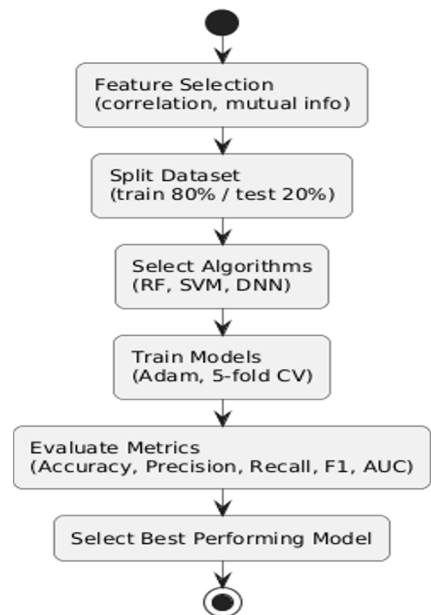 Feature Selection
(correlation, mutual info)
Split Dataset
(train 80% / test 20%)
Select Algorithms
(RF, SVM, DNN)
Train Models
(Adam, 5-fold CV)
Evaluate Metrics
(Accuracy, Precision, Recall, F1, AUC)
Select Best Performing Model